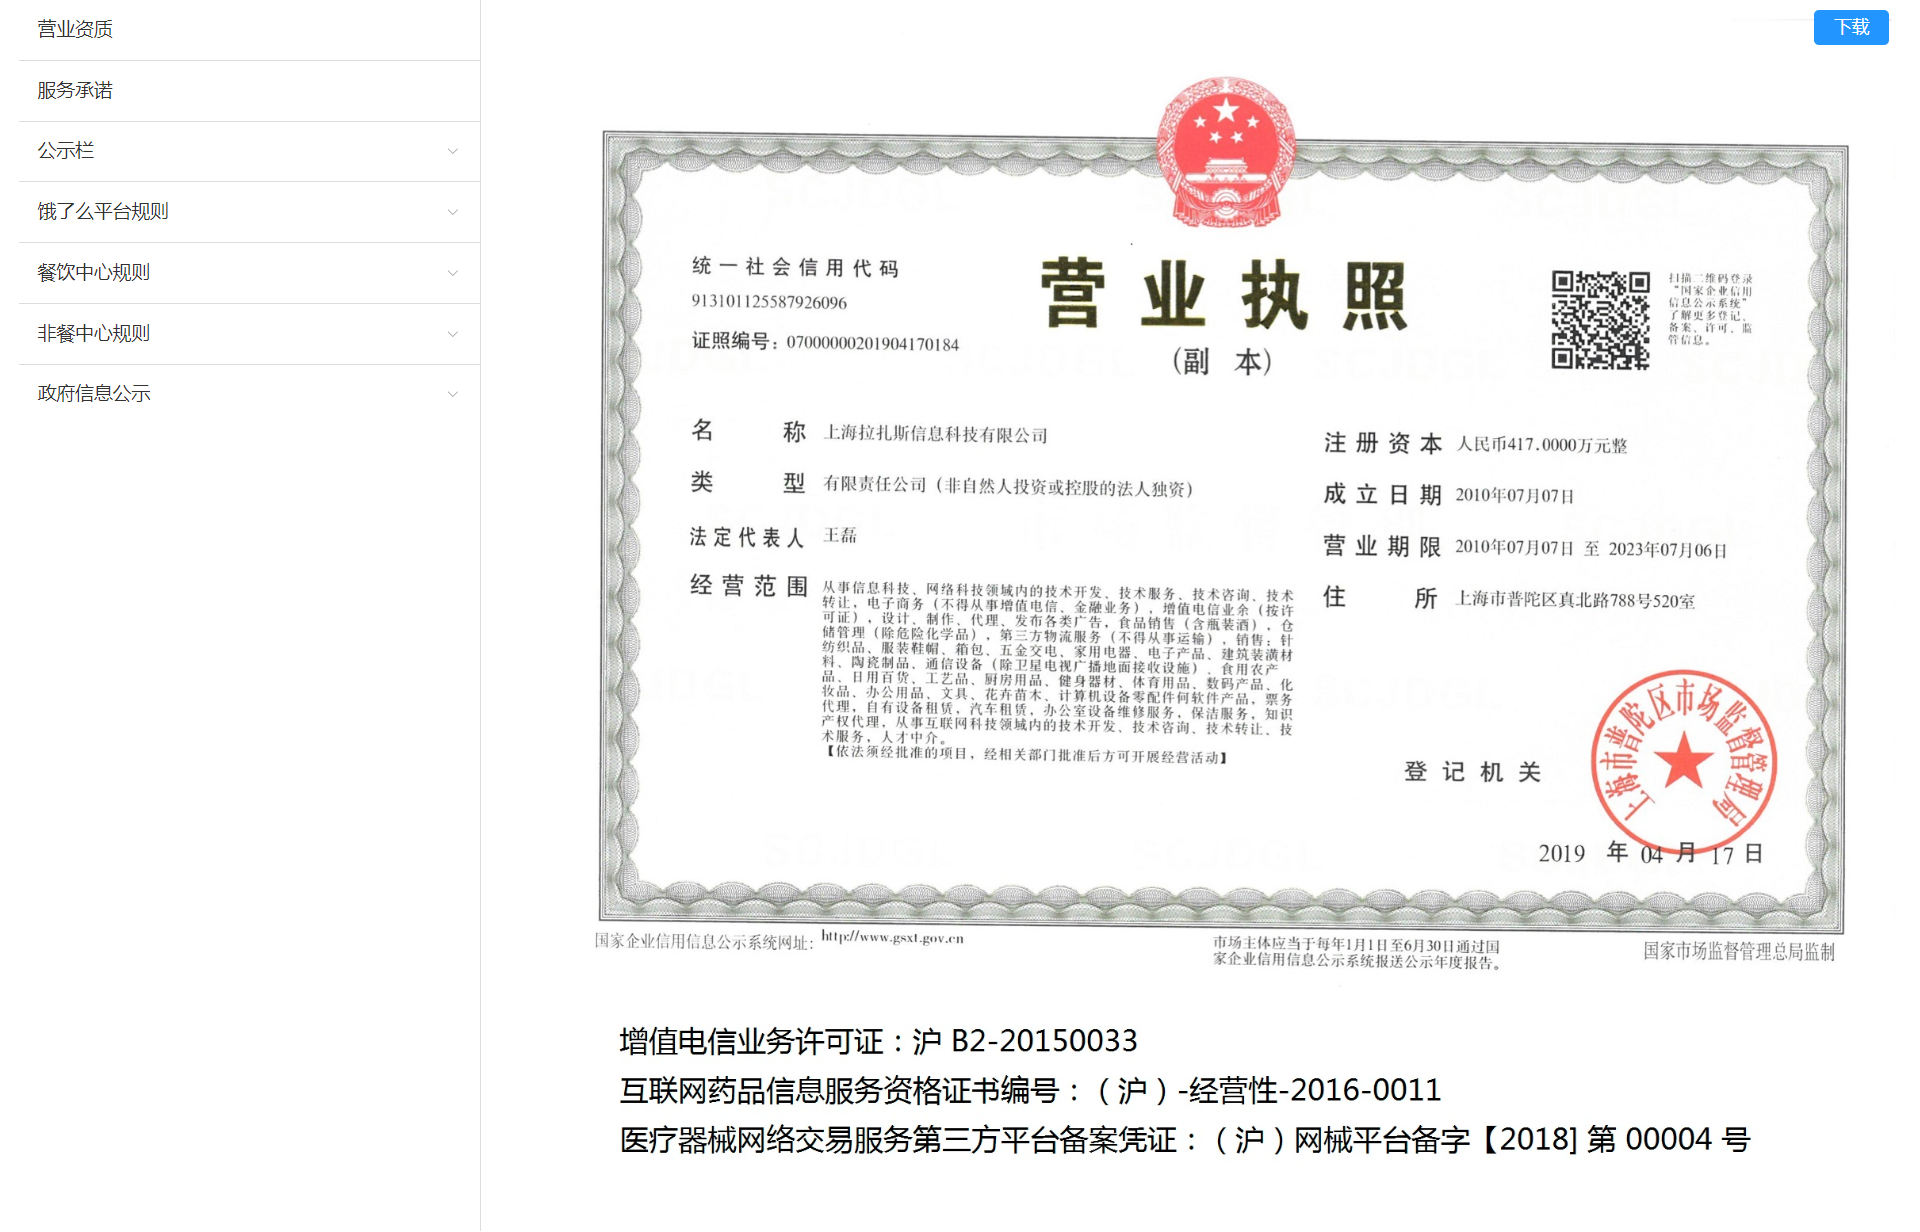 营业资质
服务承诺
公示栏
饿了么平台规则
餐饮中心规则
非餐中心规则
政府信息公示
下载
统一社会信用代码
913101125587926096
证照编号：07000000201904170184
营业执照
（副 本）
扫描二维码登录
“国家企业信用
信息公示系统”
了解更多登记、
备案、许可、监
管信息。
名 称 上海拉扎斯信息科技有限公司
类 型 有限责任公司（非自然人投资或控股的法人独资）
法定代表人 王磊
经营范围 从事信息科技、网络科技领域内的技术开发、技术服务、技术咨询、技术
转让，电子商务（不得从事增值电信、金融业务），增值电信业余（按许
可证），设计、制作、代理、发布各类广告，食品销售（含瓶装酒），仓
储管理（除危险化学品），第三方物流服务（不得从事运输），销售：针
纺织品、服装鞋帽、箱包、五金交电、家用电器、电子产品、建筑装潢材
料、陶瓷制品、通信设备（除卫星电视广播地面接收设施）、食用农产
品、日用百货、工艺品、厨房用品、健身器材、体育用品、数码产品、化
妆品、办公用品、文具、花卉苗木、计算机设备零配件何软件产品，票务
代理，自有设备租赁，汽车租赁，办公室设备维修服务，保洁服务，知识
产权代理，从事互联网科技领域内的技术开发、技术咨询、技术转让、技
术服务，人才中介。
【依法须经批准的项目，经相关部门批准后方可开展经营活动】
注册资本 人民币417.0000万元整
成立日期 2010年07月07日
营业期限 2010年07月07日 至 2023年07月06日
住 所 上海市普陀区真北路788号520室
登记机关
上海市普陀区市场监督管理局
2019 年 04 月 17 日
国家企业信用信息公示系统网址：http://www.gsxt.gov.cn
市场主体应当于每年1月1日至6月30日通过国
家企业信用信息公示系统报送公示年度报告。
国家市场监督管理总局监制
增值电信业务许可证：沪 B2-20150033
互联网药品信息服务资格证书编号：（沪）-经营性-2016-0011
医疗器械网络交易服务第三方平台备案凭证：（沪）网械平台备字【2018] 第 00004 号